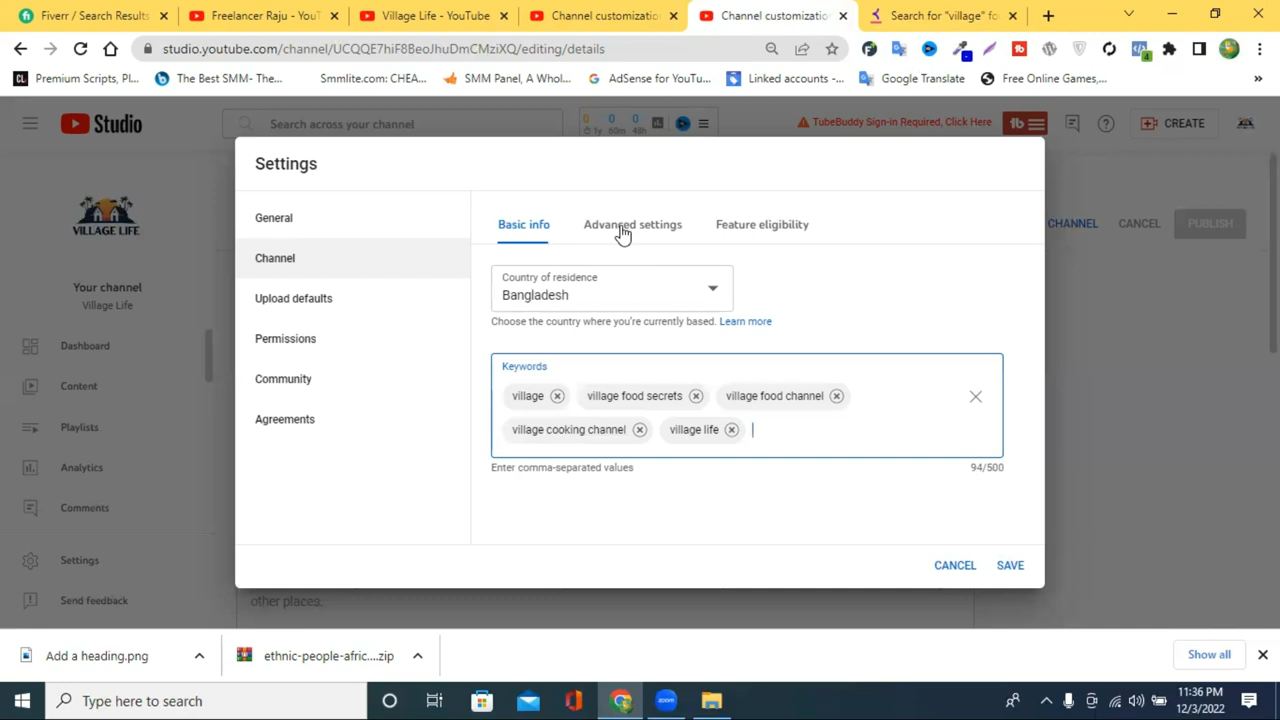 Fiverr / Search Results
Freelancer Raju - YouT
Village Life - YouTube
Channel customizatio
Channel customizatio
Search for "village" fo
studio.youtube.com/channel/UCQQE7hiF8BeoJhuDmCMziXQ/editing/details
4
CL Premium Scripts, Pl...
The Best SMM- The...
Smmlite.com: CHEA...
SMM Panel, A Whol...
AdSense for YouTu...
Linked accounts -...
Google Translate
Free Online Games,...
»
Studio
Search across your channel
0 0 0
1y 60m 48h
TubeBuddy Sign-in Required, Click Here
tb
CREATE
Settings
VILLAGE LIFE
General
Basic info
Advanced settings
Feature eligibility
CHANNEL
CANCEL
PUBLISH
Channel
Your channel
Village Life
Country of residence
Bangladesh
Choose the country where you're currently based. Learn more
Upload defaults
Permissions
Dashboard
Keywords
village
village food secrets
village food channel
village cooking channel
village life
Community
Content
Agreements
Playlists
Enter comma-separated values
94/500
Analytics
Comments
Settings
CANCEL
SAVE
Send feedback
other places.
Add a heading.png
ethnic-people-afric....zip
Show all
Type here to search
11:36 PM
12/3/2022